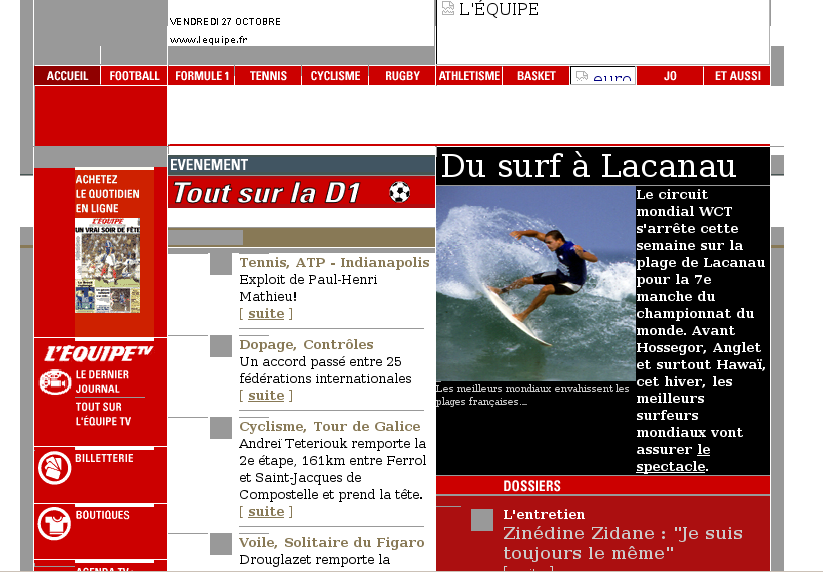 VENDREDI 27 OCTOBRE
www.lequipe.fr
L'ÉQUIPE
ACCUEIL
FOOTBALL
FORMULE 1
TENNIS
CYCLISME
RUGBY
ATHLETISME
BASKET
euro
JO
ET AUSSI
ACHETEZ
LE QUOTIDIEN
EN LIGNE
L'ÉQUIPE
UN VRAI SOIR DE FÊTE
L'ÉQUIPE TV
LE DERNIER
JOURNAL
TOUT SUR
L'ÉQUIPE TV
BILLETTERIE
BOUTIQUES
AGENDA TV
EVENEMENT
Tout sur la D1
Tennis, ATP - Indianapolis
Exploit de Paul-Henri
Mathieu!
[ suite ]
Dopage, Contrôles
Un accord passé entre 25
fédérations internationales
[ suite ]
Cyclisme, Tour de Galice
Andreï Teteriouk remporte la
2e étape, 161km entre Ferrol
et Saint-Jacques de
Compostelle et prend la tête.
[ suite ]
Voile, Solitaire du Figaro
Drouglazet remporte la
Du surf à Lacanau
Le circuit
mondial WCT
s'arrête cette
semaine sur la
plage de Lacanau
pour la 7e
manche du
championnat du
monde. Avant
Hossegor, Anglet
et surtout Hawaï,
cet hiver, les
meilleurs
surfeurs
mondiaux vont
assurer le
spectacle.
Les meilleurs mondiaux envahissent les
plages françaises....
DOSSIERS
L'entretien
Zinédine Zidane : "Je suis
toujours le même"
[ suite ]